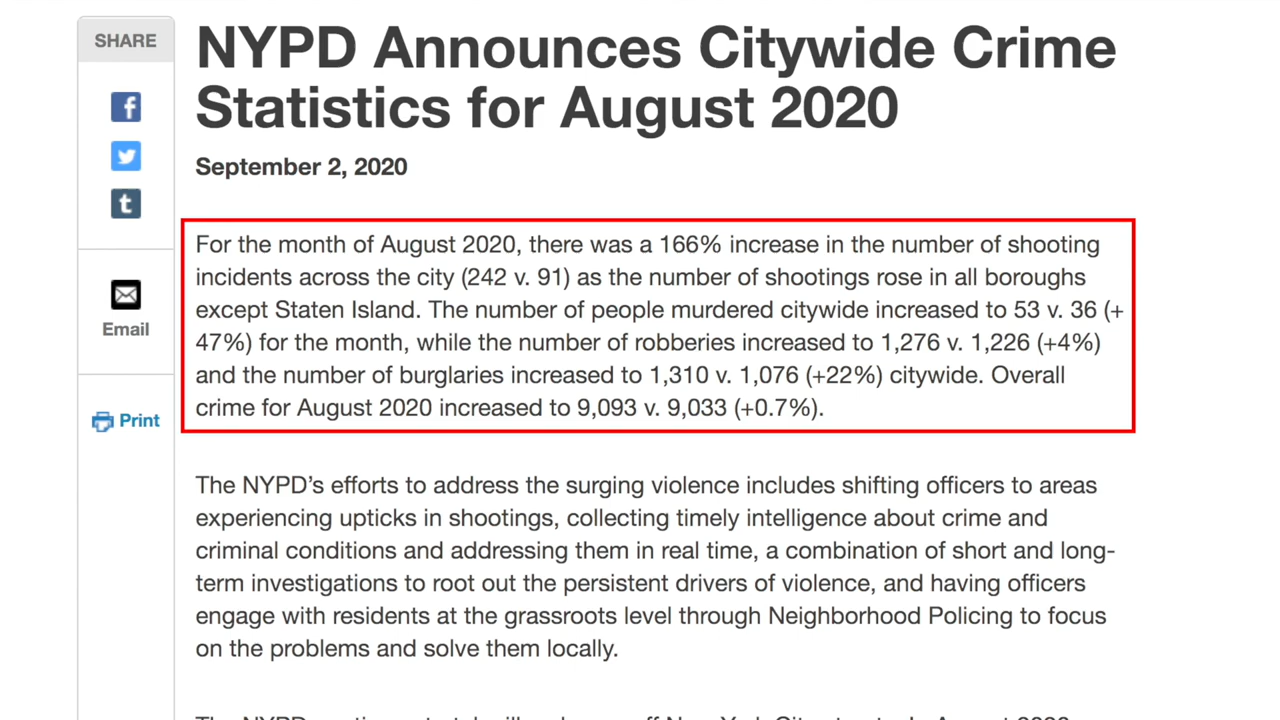 SHARE
NYPD Announces Citywide Crime
Statistics for August 2020
September 2, 2020
For the month of August 2020, there was a 166% increase in the number of shooting
incidents across the city (242 v. 91) as the number of shootings rose in all boroughs
except Staten Island. The number of people murdered citywide increased to 53 v. 36 (+
47%) for the month, while the number of robberies increased to 1,276 v. 1,226 (+4%)
and the number of burglaries increased to 1,310 v. 1,076 (+22%) citywide. Overall
crime for August 2020 increased to 9,093 v. 9,033 (+0.7%).
Email
Print
The NYPD’s efforts to address the surging violence includes shifting officers to areas
experiencing upticks in shootings, collecting timely intelligence about crime and
criminal conditions and addressing them in real time, a combination of short and long-
term investigations to root out the persistent drivers of violence, and having officers
engage with residents at the grassroots level through Neighborhood Policing to focus
on the problems and solve them locally.